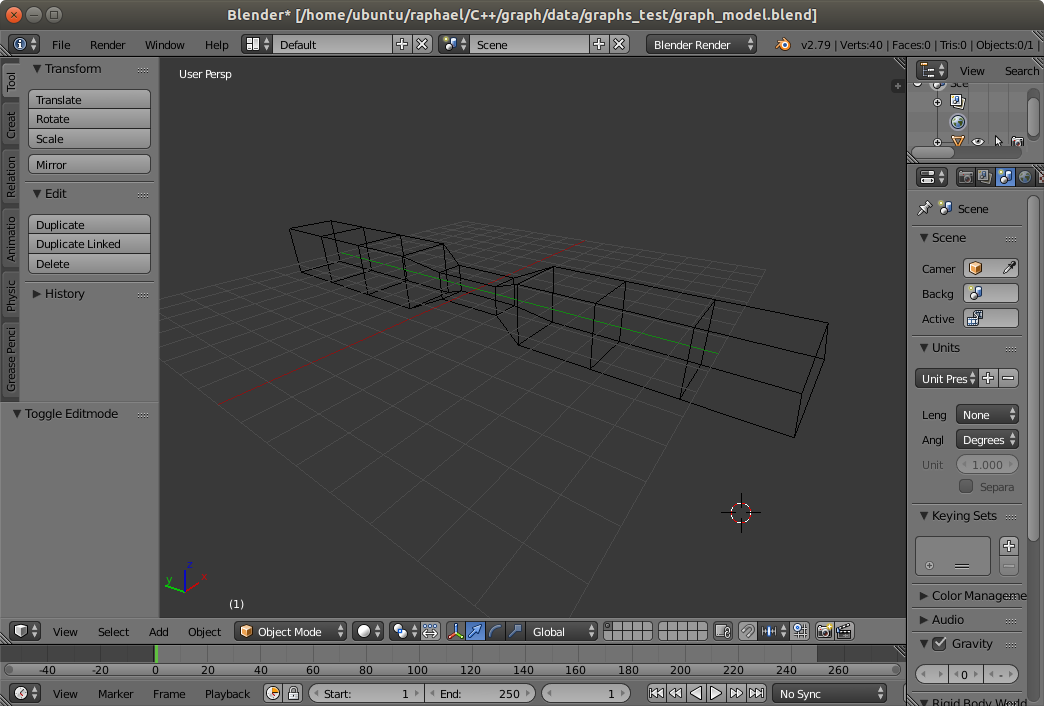 Blender* [/home/ubuntu/raphael/C++/graph/data/graphs_test/graph_model.blend]
File Render Window Help Default Scene Blender Render v2.79 | Verts:40 | Faces:0 | Tris:0 | Objects:0/1 |
Tool
Creat
Relation
Animatio
Physic
Grease Penci
Transform
Translate
Rotate
Scale
Mirror
Edit
Duplicate
Duplicate Linked
Delete
History
Toggle Editmode
User Persp
z
y
x
(1)
View Select Add Object Object Mode Global
-40 -20 0 20 40 60 80 100 120 140 160 180 200 220 240 260
View Marker Frame Playback Start: 1 End: 250 1 No Sync
View Search
Sce
Scene
Scene
Camer
Backg
Active
Units
Unit Pres
Leng None
Angl Degrees
Unit 1.000
Separa
Keying Sets
Color Manageme
Audio
Gravity
0 -
Rigid Body World